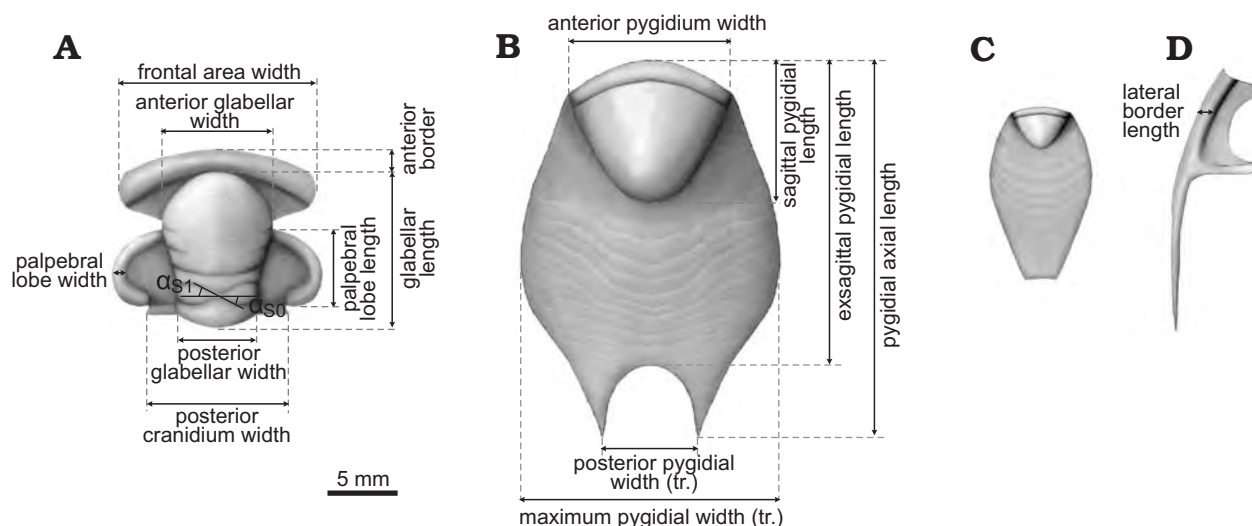 A
frontal area width
anterior glabellar
width
anterior
border
glabellar
length
palpebral
lobe length
palpebral
lobe width
αS1
αS0
posterior
glabellar width
posterior
cranidium width
5 mm
B
anterior pygidium width
sagittal pygidial
length
exsagittal pygidial length
pygidial axial length
posterior pygidial
width (tr.)
maximum pygidial width (tr.)
C
D
lateral
border
length